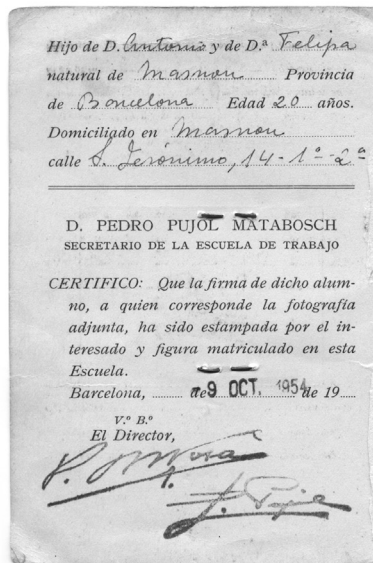 Hijo de D. Antonio y de D.ª Felipa
natural de Masnou Provincia
de Barcelona Edad 20 años.
Domiciliado en Masnou
calle S. Jerónimo, 14-1º-2ª
D. PEDRO PUJOL MATABOSCH
SECRETARIO DE LA ESCUELA DE TRABAJO
CERTIFICO: Que la firma de dicho alum-
no, a quien corresponde la fotografía
adjunta, ha sido estampada por el in-
teresado y figura matriculado en esta
Escuela.
Barcelona, de -9 OCT. 1954 de 19
V.º B.º
El Director,